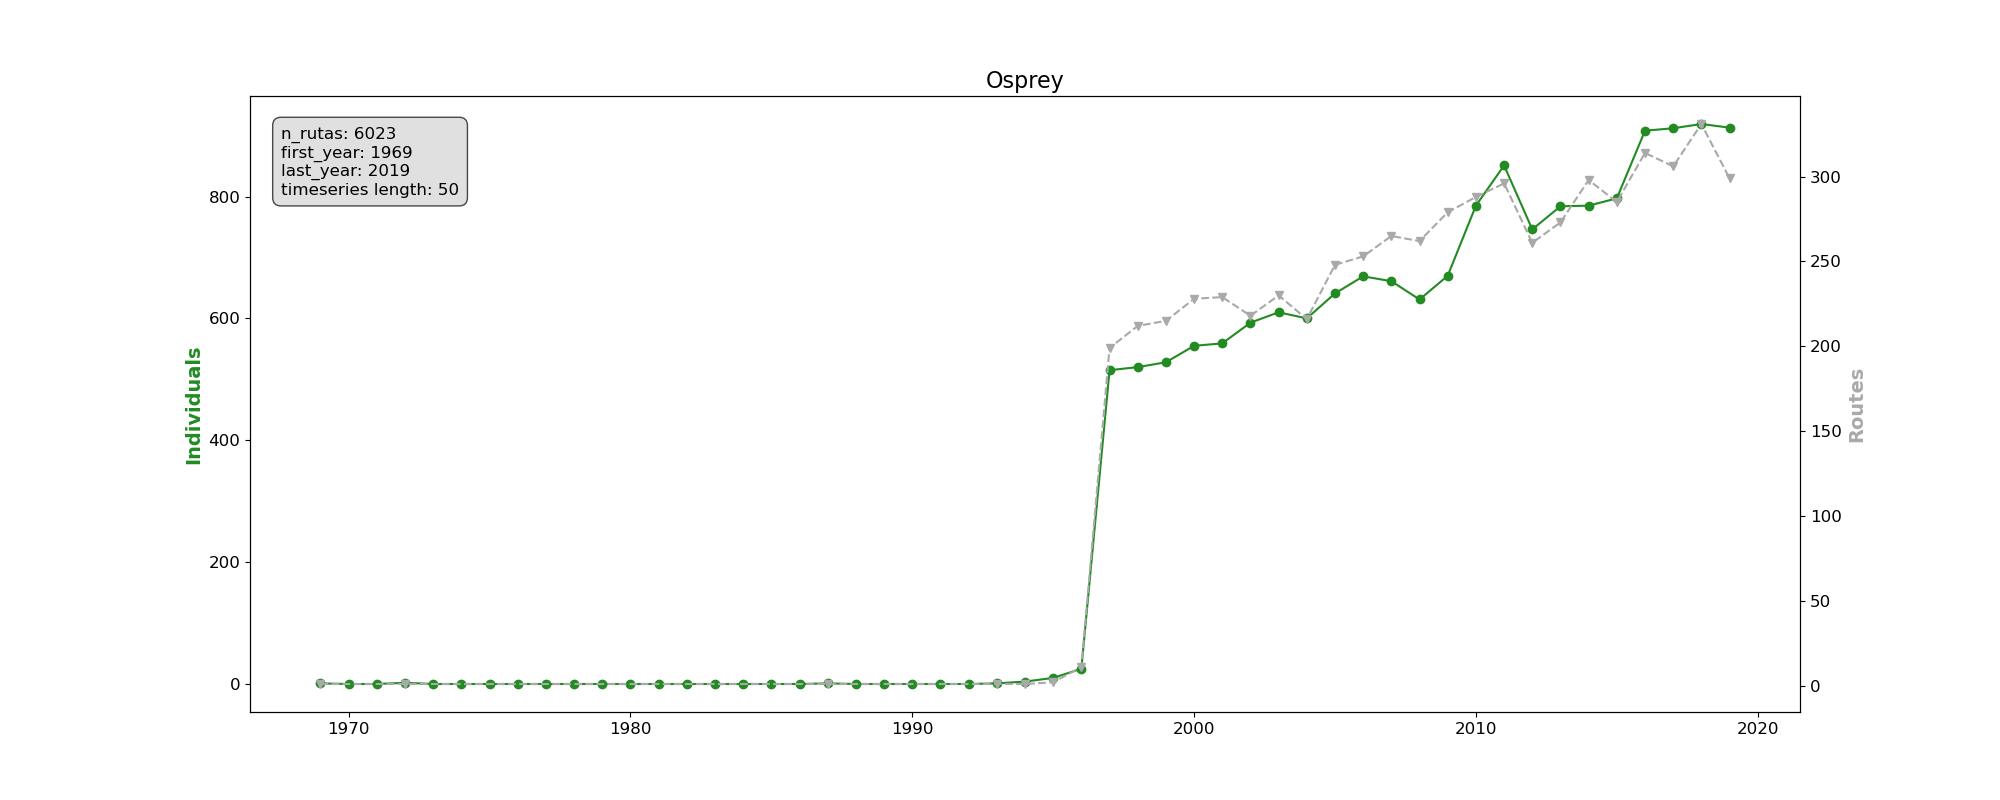 Osprey
n_rutas: 6023
first_year: 1969
last_year: 2019
timeseries length: 50
Individuals
800
600
400
200
0
Routes
300
250
200
150
100
50
0
1970 1980 1990 2000 2010 2020